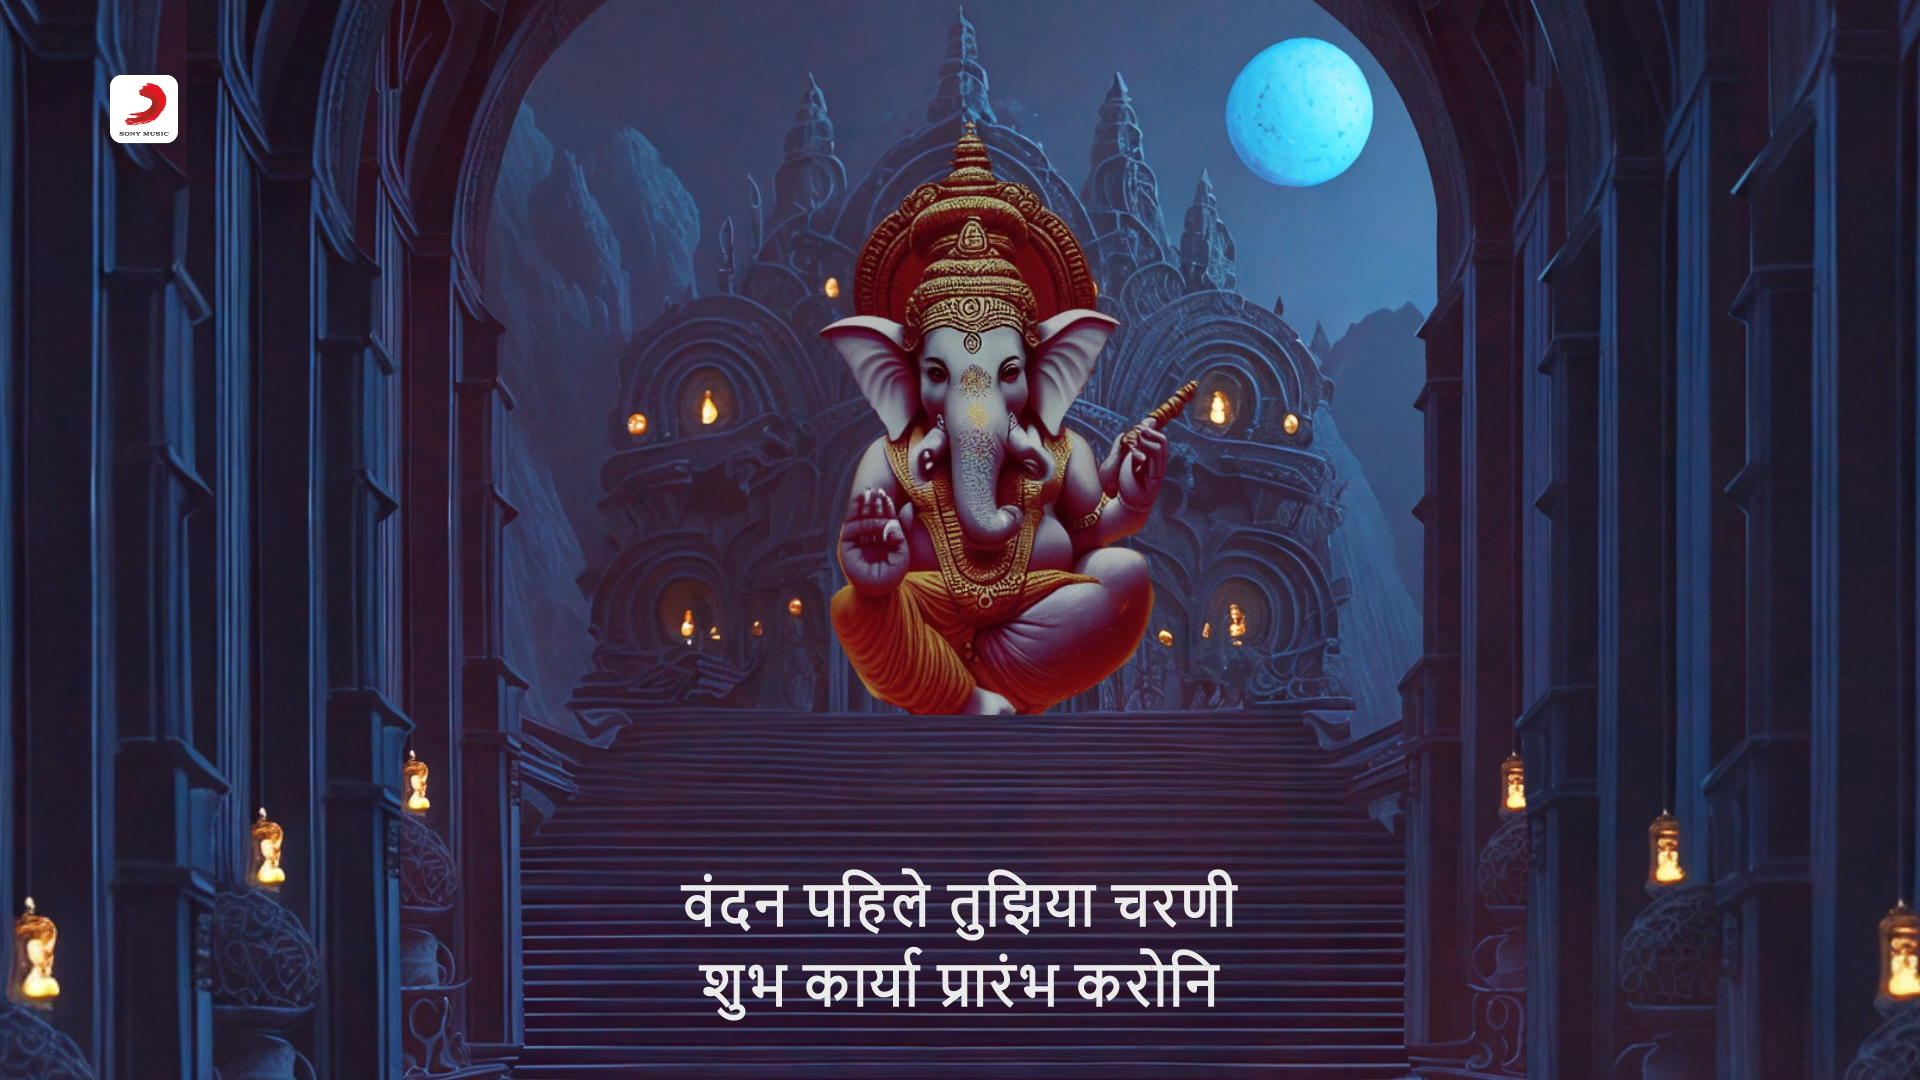 SONY MUSIC
वंदन पहिले तुझिया चरणी
शुभ कार्या प्रारंभ करोनि